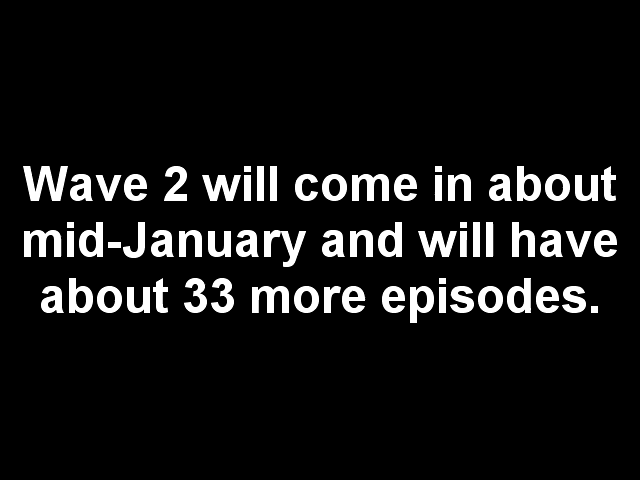 Wave 2 will come in about
mid-January and will have
about 33 more episodes.